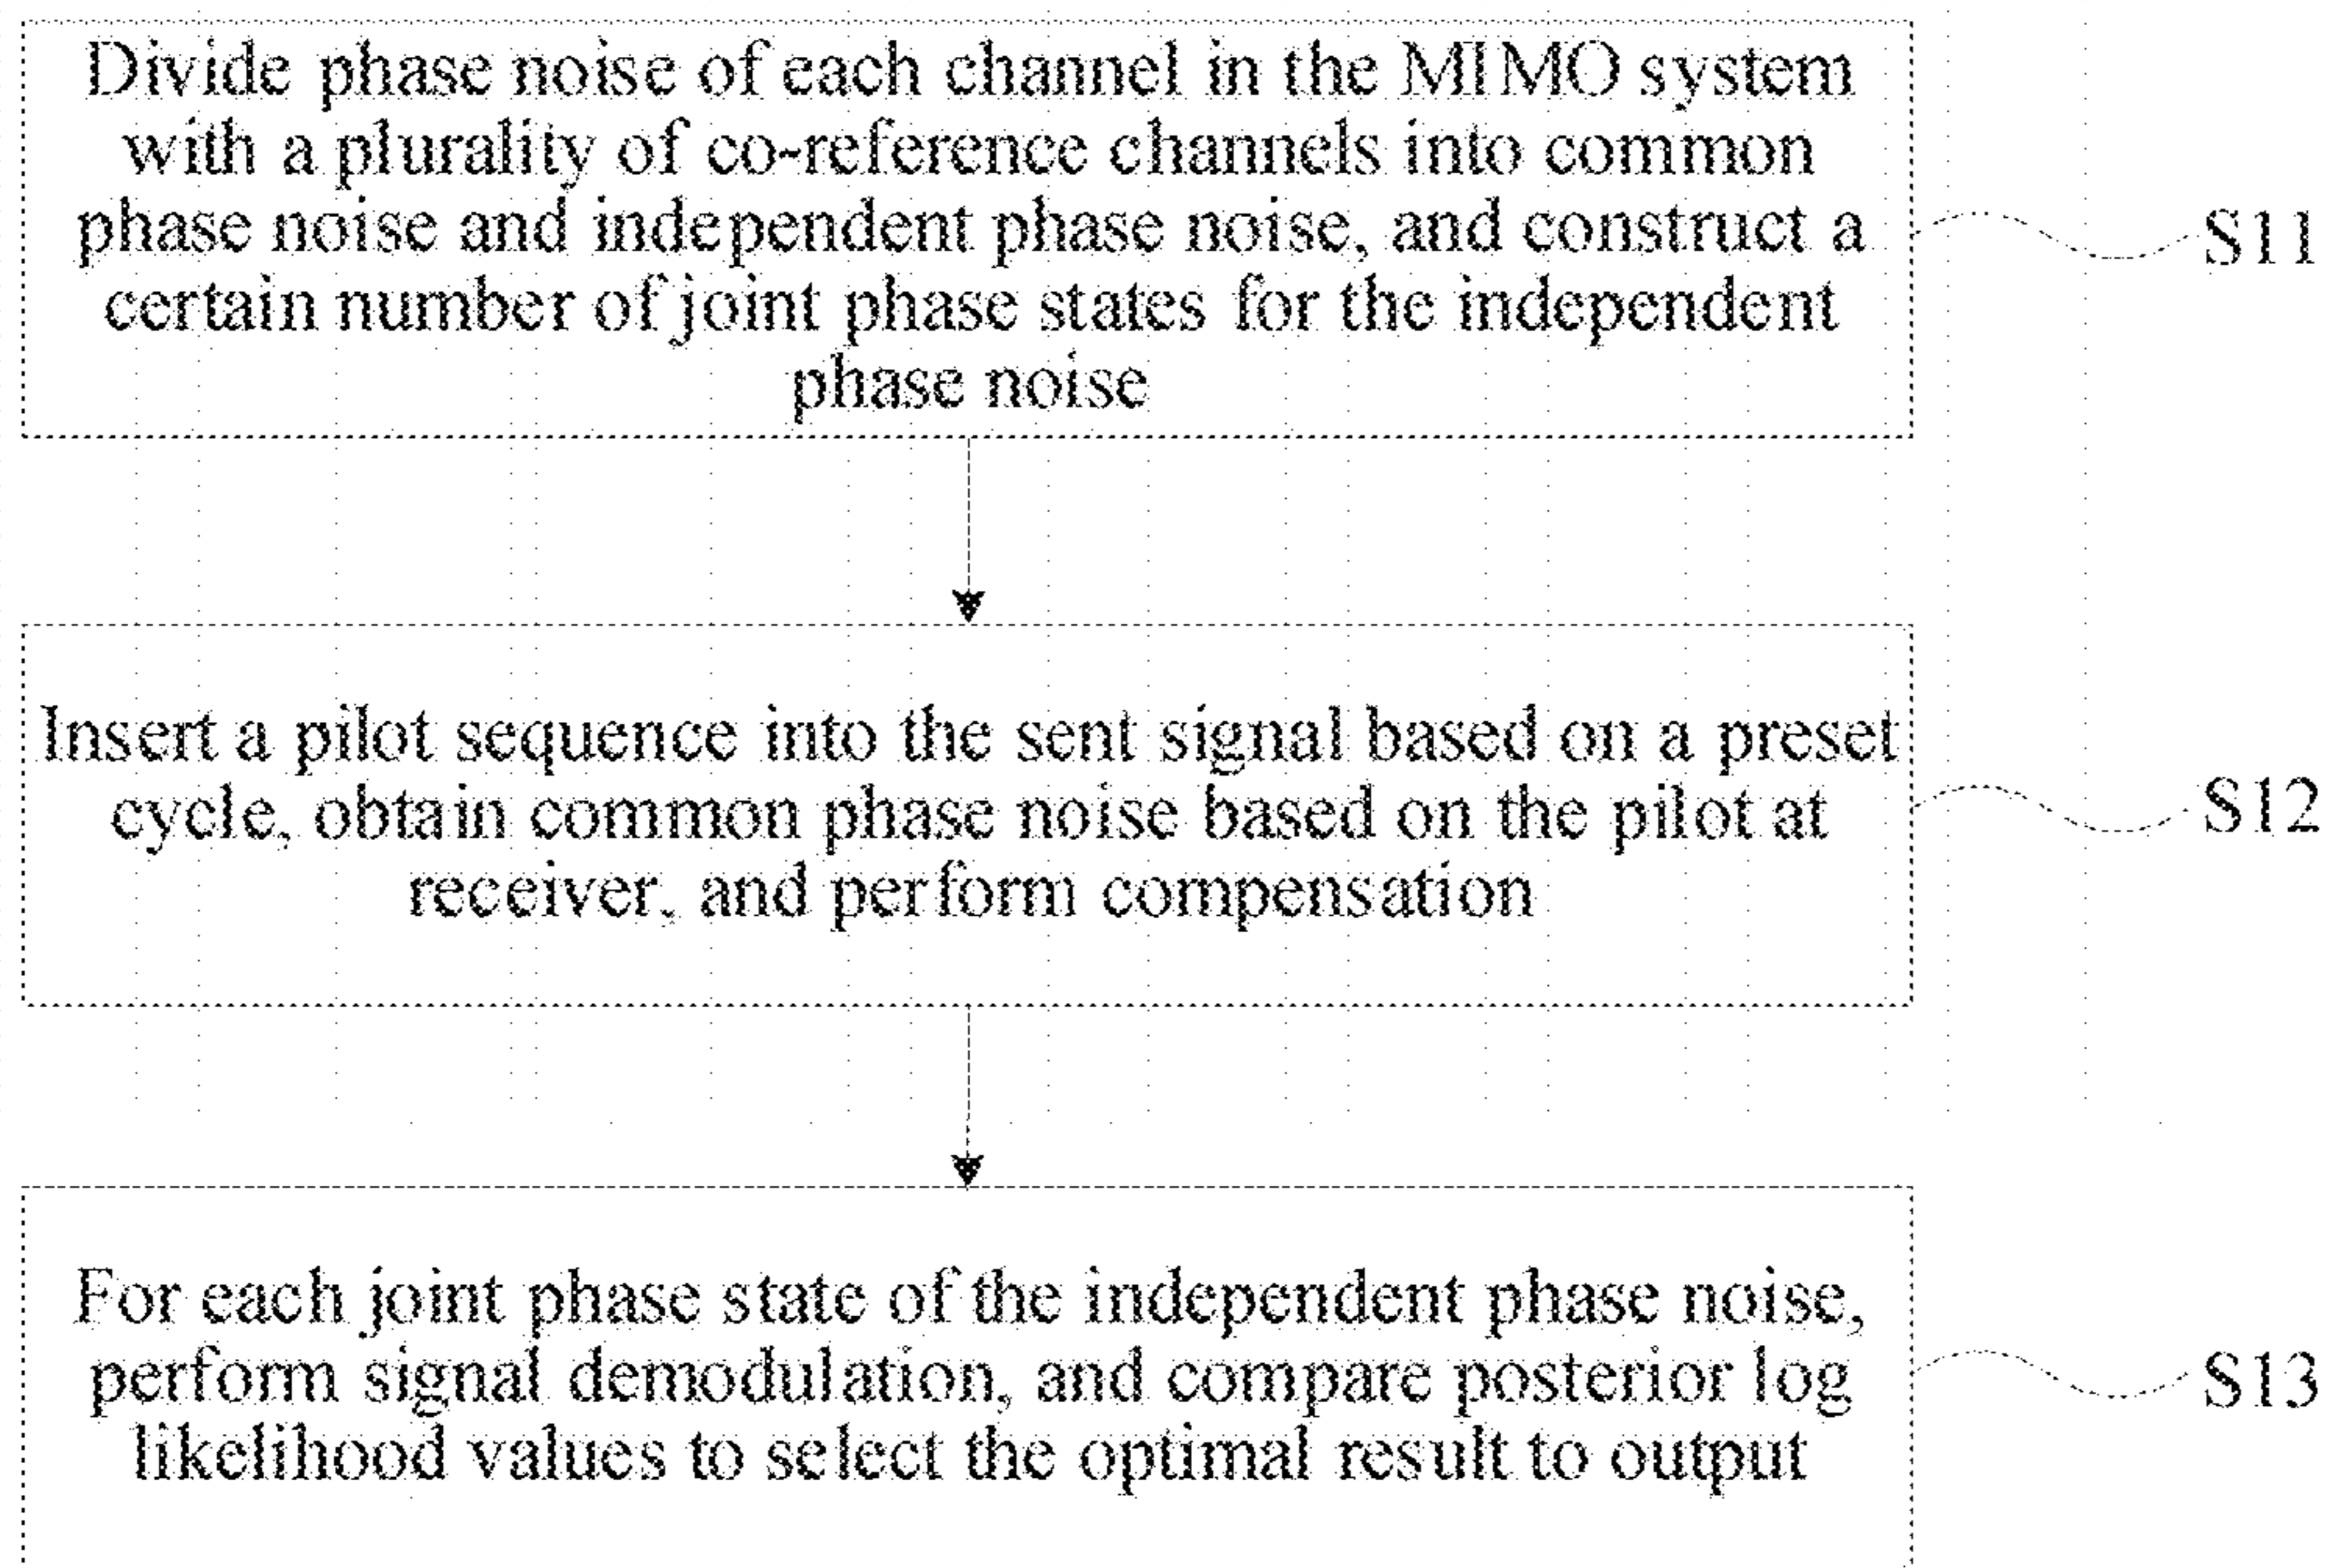 Divide phase noise of each channel in the MIMO system
with a plurality of co-reference channels into common
phase noise and independent phase noise, and construct a
certain number of joint phase states for the independent
phase noise
S11
Insert a pilot sequence into the sent signal based on a preset
cycle, obtain common phase noise based on the pilot at
receiver, and perform compensation
S12
For each joint phase state of the independent phase noise,
perform signal demodulation, and compare posterior log
likelihood values to select the optimal result to output
S13